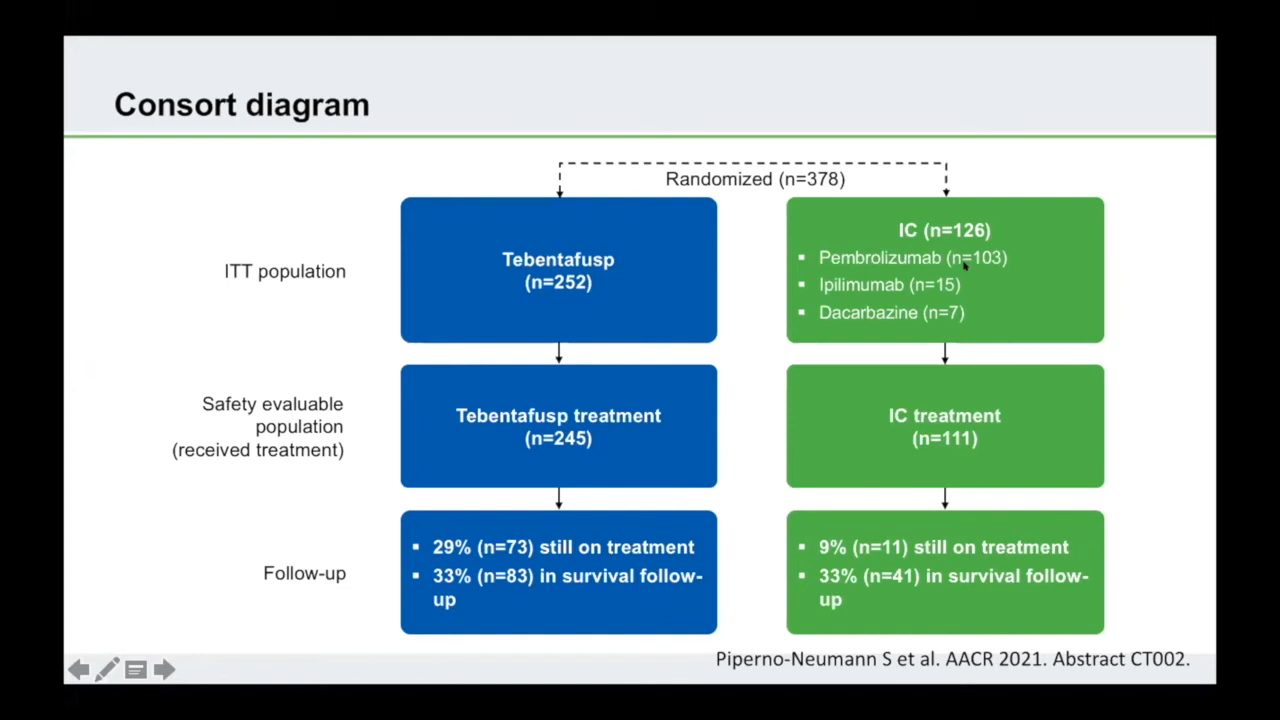 Consort diagram
Randomized (n=378)
ITT population
Tebentafusp
(n=252)
IC (n=126)
▪ Pembrolizumab (n=103)
▪ Ipilimumab (n=15)
▪ Dacarbazine (n=7)
Safety evaluable
population
(received treatment)
Tebentafusp treatment
(n=245)
IC treatment
(n=111)
Follow-up
▪ 29% (n=73) still on treatment
▪ 33% (n=83) in survival follow-
up
▪ 9% (n=11) still on treatment
▪ 33% (n=41) in survival follow-
up
Piperno-Neumann S et al. AACR 2021. Abstract CT002.